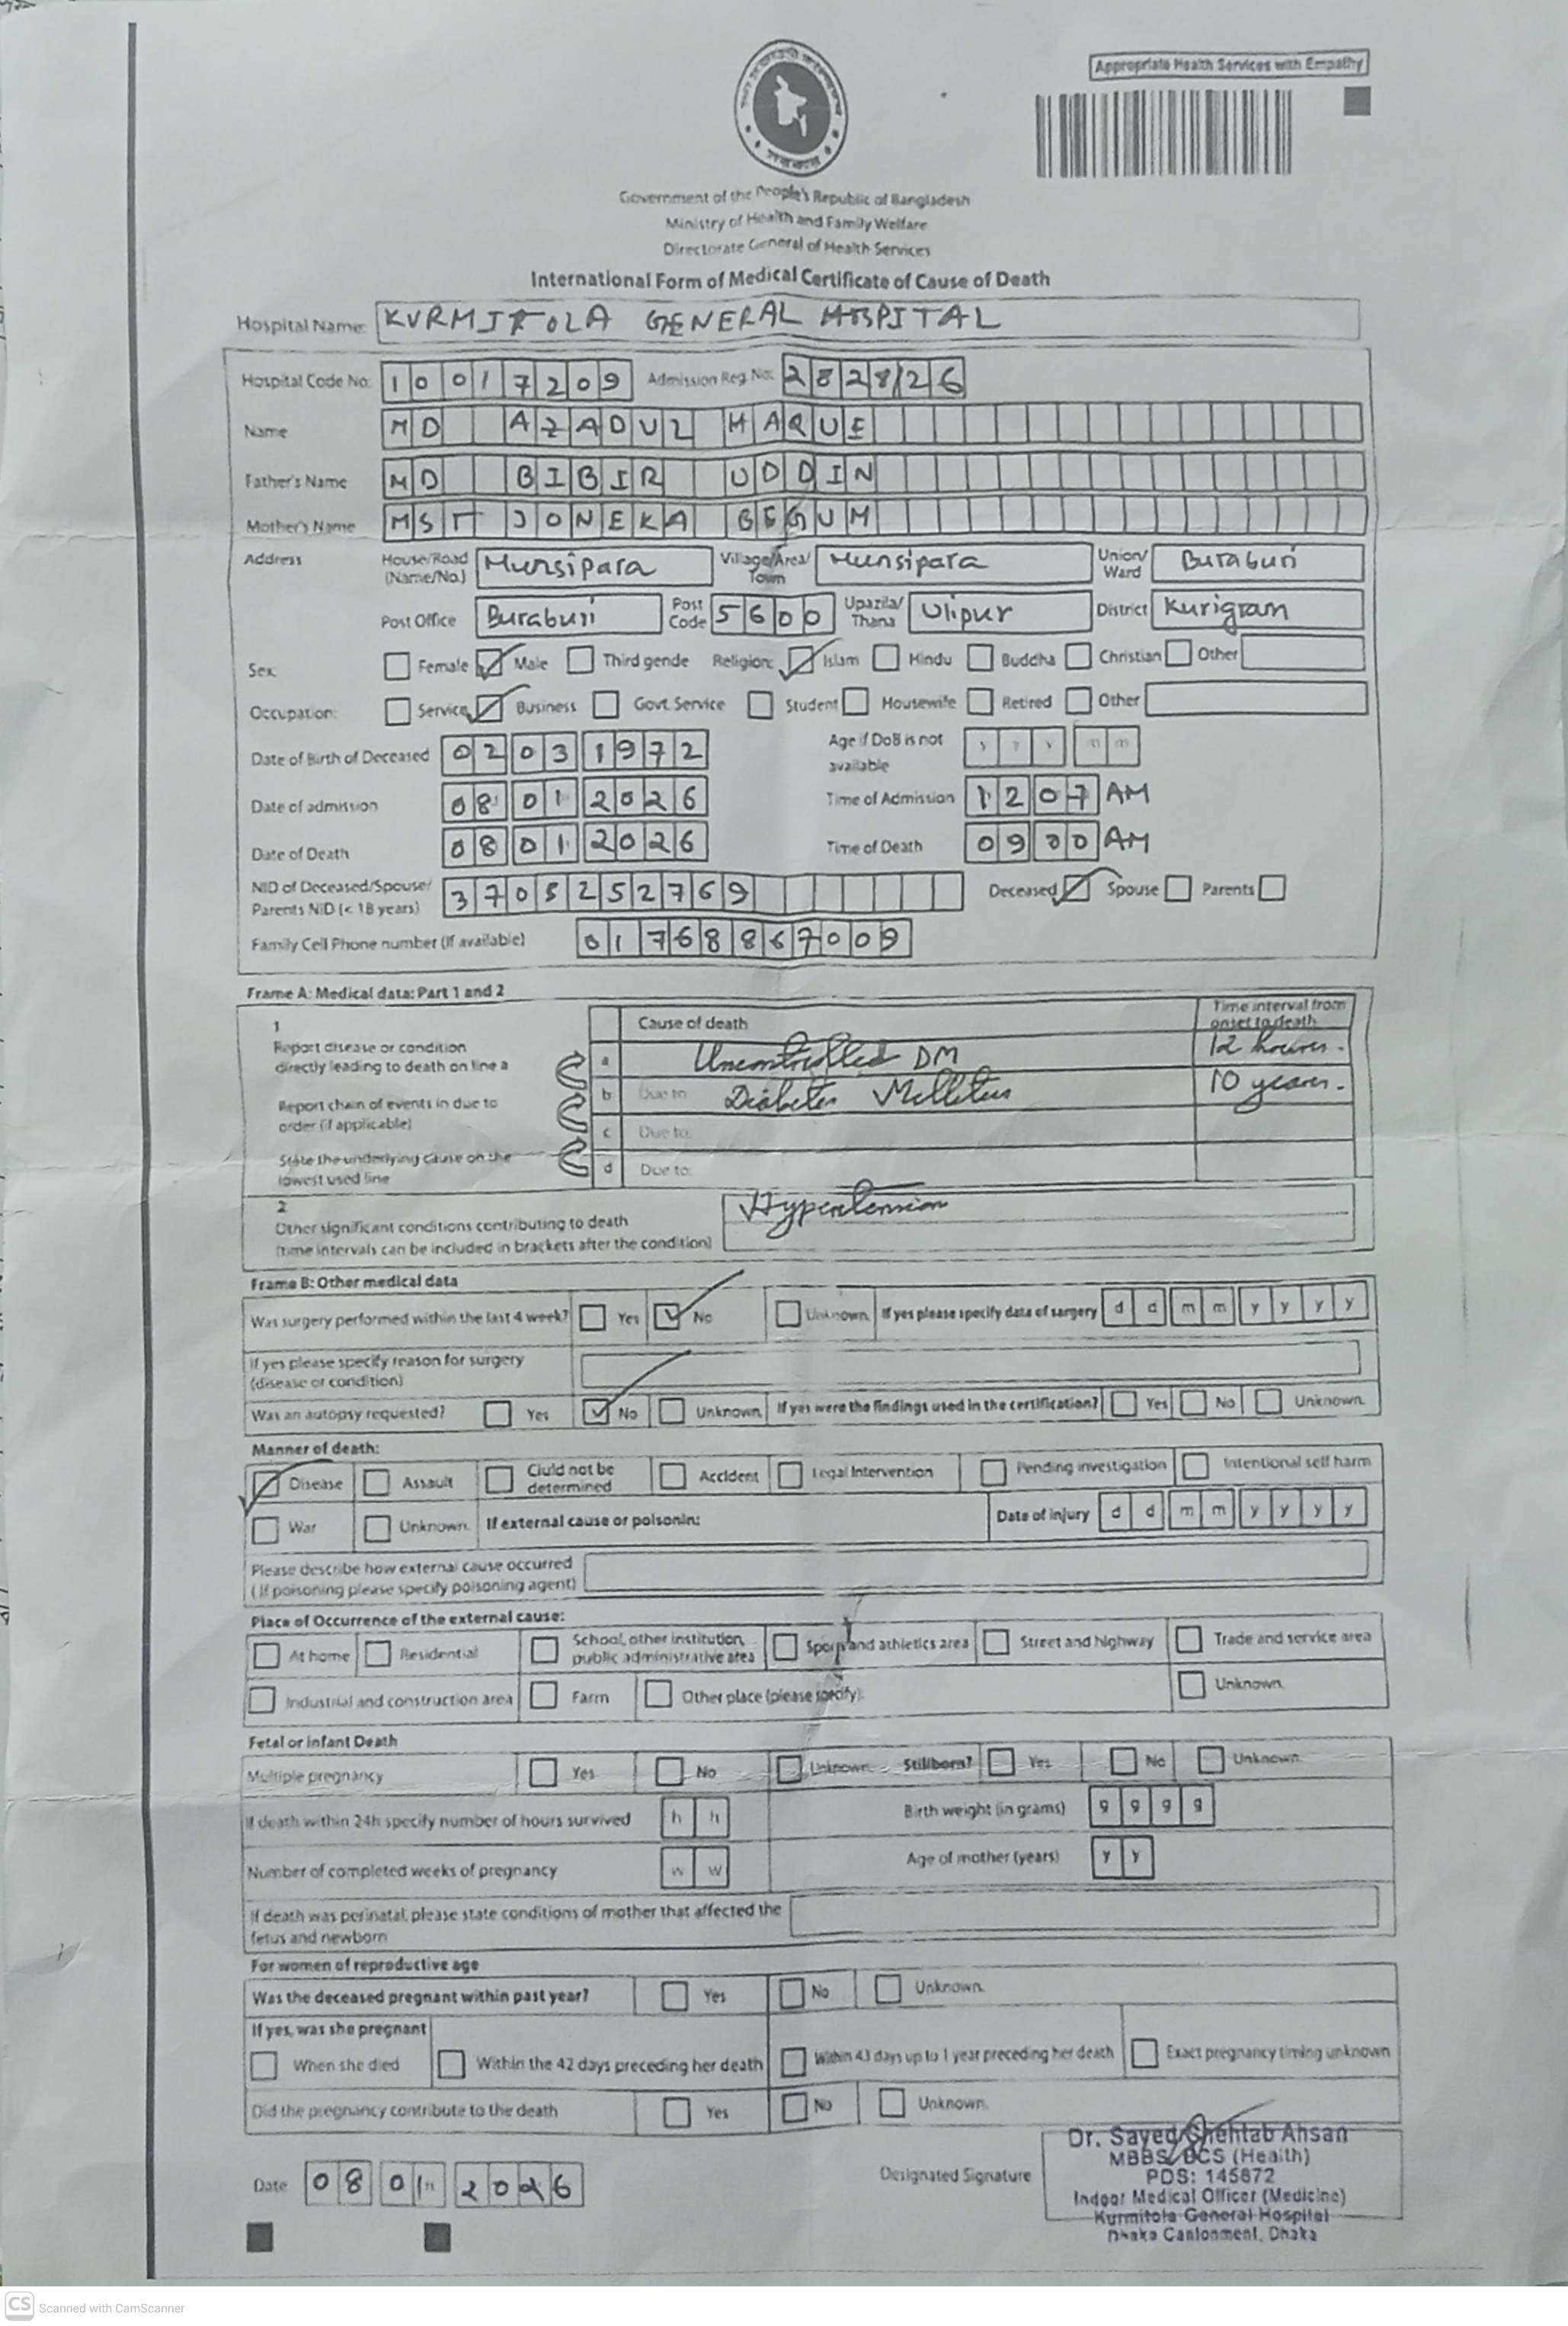 Appropriate Health Services with Empathy
Government of the People's Republic of Bangladesh
Ministry of Health and Family Welfare
Directorate General of Health Services
International Form of Medical Certificate of Cause of Death
Hospital Name: KURMITOLA GENERAL HOSPITAL
Hospital Code No: 10017209 Admission Reg. No: 2828/26
Name MD AZADUL HAQUE
Father's Name MD BIBIR UDDIN
Mother's Name MST JONEKA BEGUM
Address House/Road (Name/No.) Munsipara Village/Area/Town Munsipara Union/Ward Buraburi
Post Office Buraburi Post Code 5600 Upazila/Thana Ulipur District Kurigram
Sex: Female Male Third gende Religion: Islam Hindu Buddha Christian Other
Occupation: Service Business Govt. Service Student Housewife Retired Other
Date of Birth of Deceased 02 03 1972 Age if DoB is not available y y y m m
Date of admission 08 01 2026 Time of Admission 1207 AM
Date of Death 08 01 2026 Time of Death 0900 AM
NID of Deceased/Spouse/Parents NID (< 18 years) 3705252769 Deceased Spouse Parents
Family Cell Phone number (If available) 01768867009
Frame A: Medical data: Part 1 and 2
1 Cause of death Time interval from onset to death
Report disease or condition directly leading to death on line a
a Uncontrolled DM 12 hours.
Report chain of events in due to order (if applicable)
b Due to: Diabetes Mellitus 10 years.
c Due to:
State the underlying cause on the lowest used line
d Due to:
2
Other significant conditions contributing to death Hypertension
(time intervals can be included in brackets after the condition)
Frame B: Other medical data
Was surgery performed within the last 4 week? Yes No Unknown. If yes please specify data of surgery d d m m y y y y
If yes please specify reason for surgery
(disease or condition)
Was an autopsy requested? Yes No Unknown. If yes were the findings used in the certification? Yes No Unknown.
Manner of death:
Disease Assault Ciuld not be determined Accident Legal Intervention Pending investigation Intentional self harm
War Unknown. If external cause or poisonin: Date of injury d d m m y y y y
Please describe how external cause occurred
( If poisoning please specify poisoning agent)
Place of Occurrence of the external cause:
At home Residential School, other institution, public administrative area Sports and athletics area Street and highway Trade and service area
Industrial and construction area Farm Other place (please specify): Unknown.
Fetal or infant Death
Multiple pregnancy Yes No Unknown. Stillborn? Yes No Unknown.
If death within 24h specify number of hours survived h h Birth weight (in grams) g g g g
Number of completed weeks of pregnancy w w Age of mother (years) y y
If death was perinatal, please state conditions of mother that affected the
fetus and newborn
For women of reproductive age
Was the deceased pregnant within past year? Yes No Unknown.
If yes, was she pregnant
When she died Within the 42 days preceding her death Within 43 days up to 1 year preceding her death Exact pregnancy timing unknown
Did the pregnancy contribute to the death Yes No Unknown.
Dr. Sayed Shehtab Ahsan
MBBS, BCS (Health)
PDS: 145872
Date 08 01 2026 Designated Signature
Indoor Medical Officer (Medicine)
Kurmitola General Hospital
Dhaka Cantonment, Dhaka
CS Scanned with CamScanner